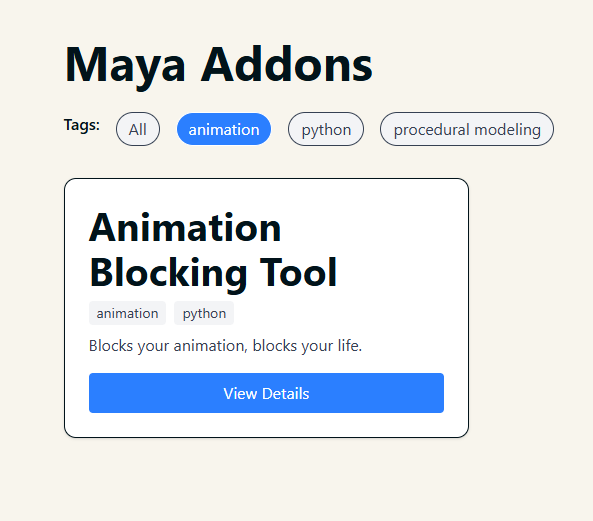 Maya Addons
Tags: All animation python procedural modeling
Animation
Blocking Tool
animation python
Blocks your animation, blocks your life.
View Details